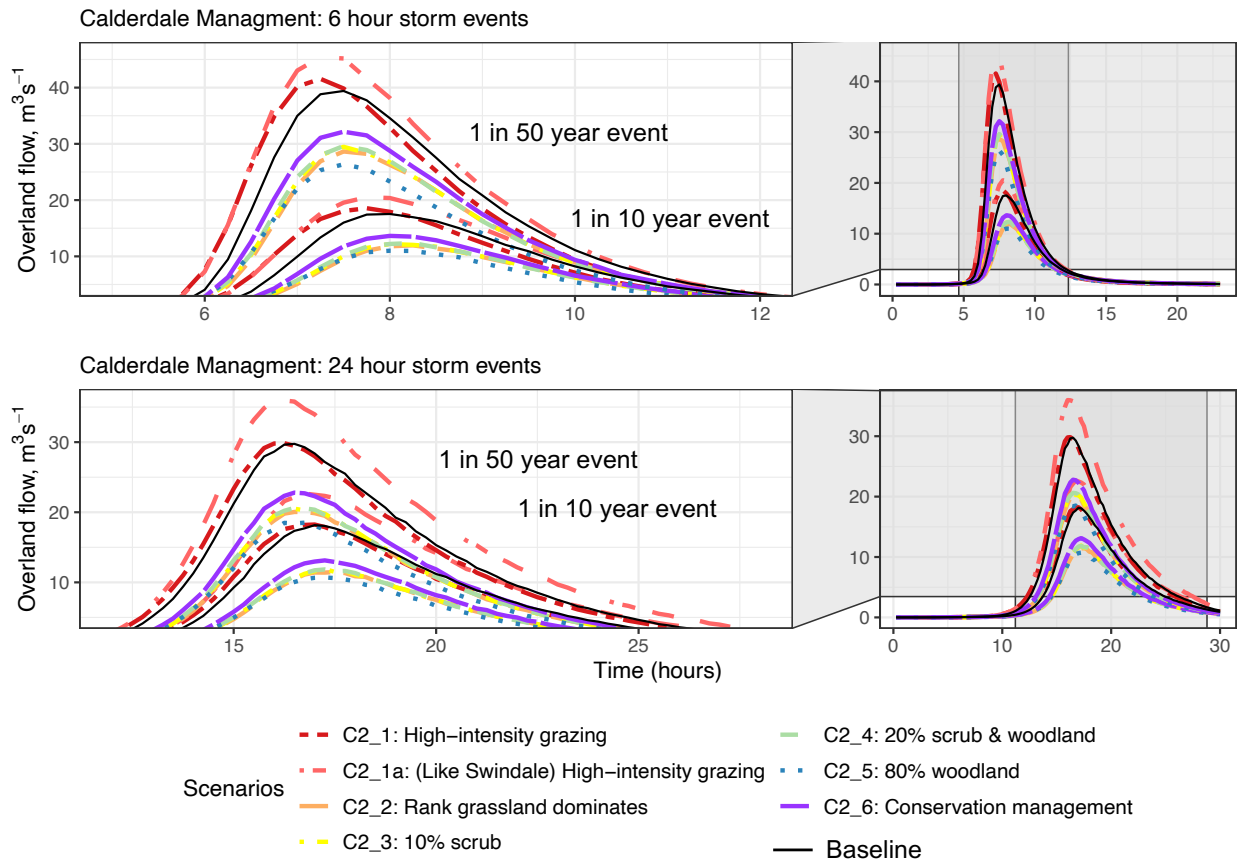 Calderdale Managment: 6 hour storm events
Overland flow, m³s⁻¹
40
30
20
10
1 in 50 year event
1 in 10 year event
6
8
10
12
40
30
20
10
0
0
5
10
15
20
Calderdale Managment: 24 hour storm events
Overland flow, m³s⁻¹
30
20
10
1 in 50 year event
1 in 10 year event
15
20
25
30
20
10
0
0
10
20
30
Time (hours)
Scenarios
C2_1: High−intensity grazing
C2_1a: (Like Swindale) High−intensity grazing
C2_2: Rank grassland dominates
C2_3: 10% scrub
C2_4: 20% scrub & woodland
C2_5: 80% woodland
C2_6: Conservation management
Baseline